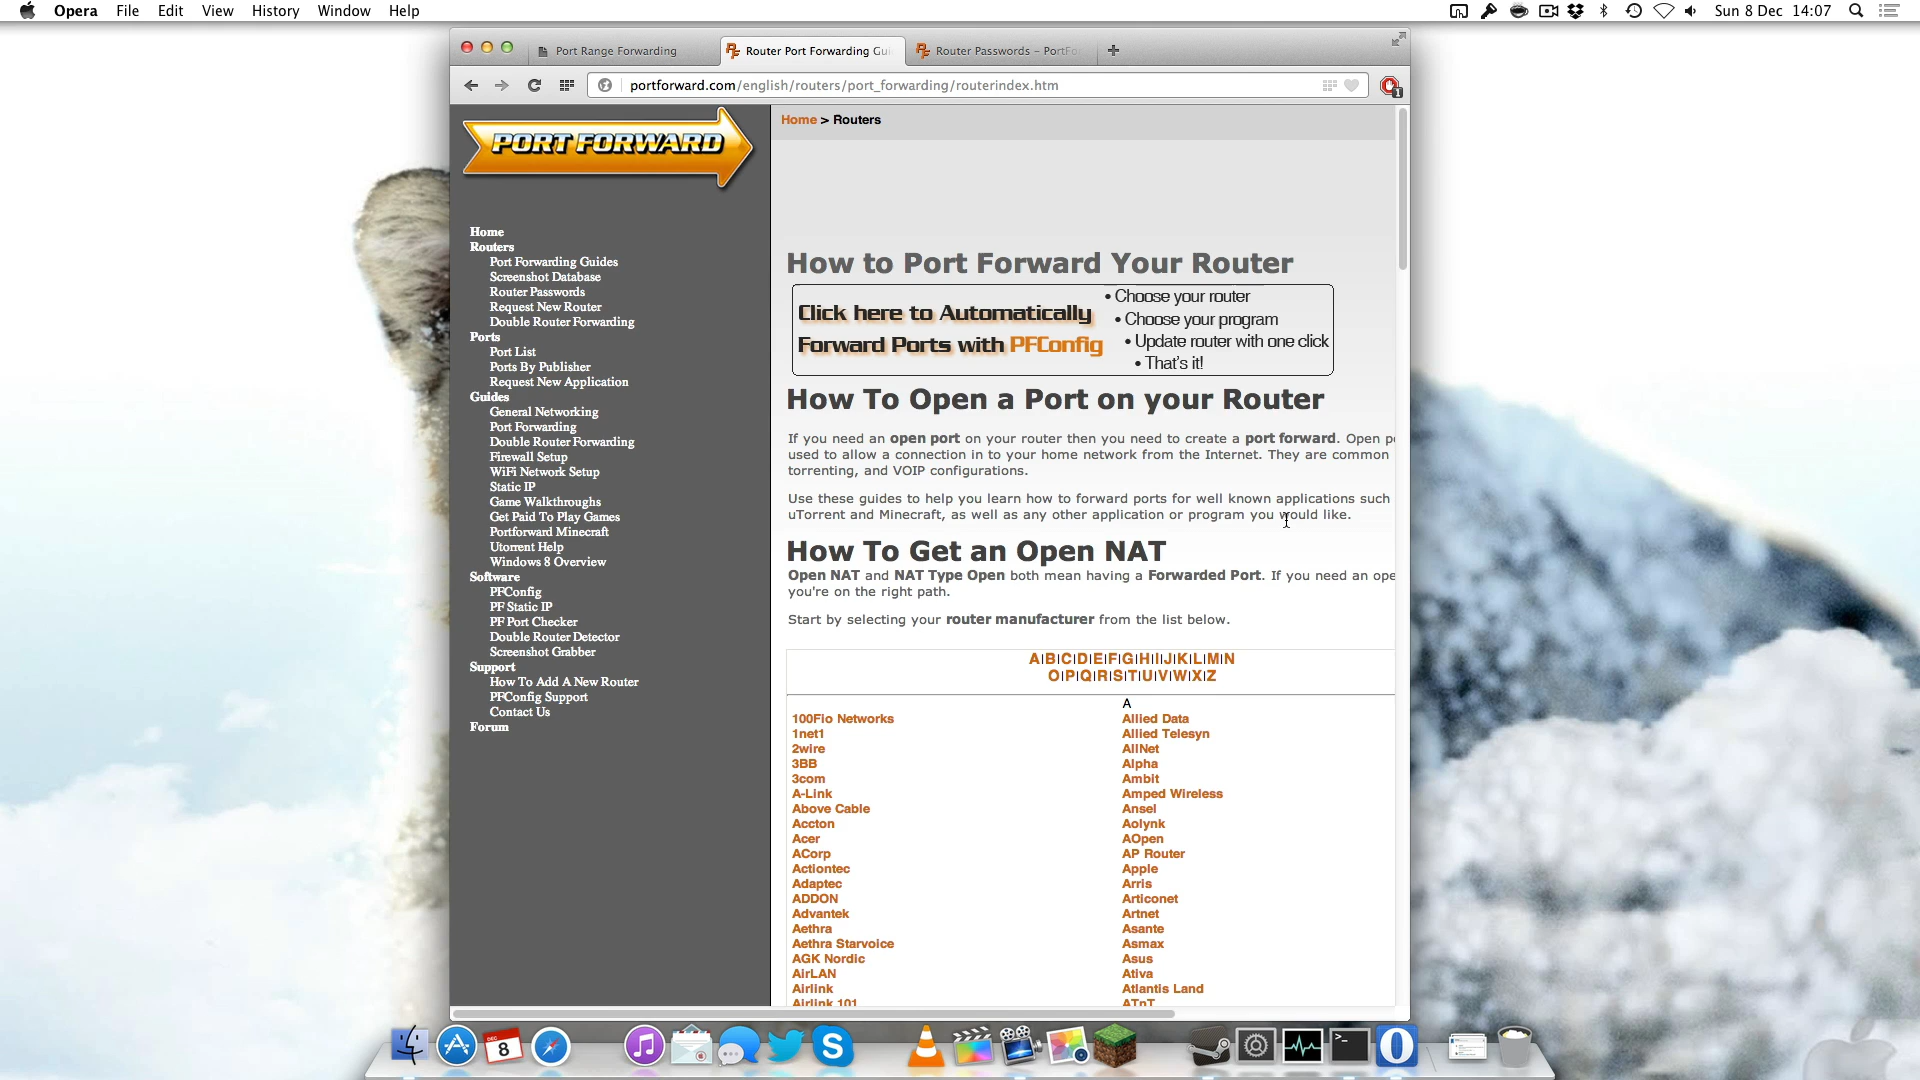 Opera File Edit View History Window Help
Sun 8 Dec 14:07
Port Range Forwarding
Router Port Forwarding Gui
Router Passwords – PortFo
portforward.com/english/routers/port_forwarding/routerindex.htm
1
PORT FORWARD
Home > Routers
Home
Routers
Port Forwarding Guides
Screenshot Database
Router Passwords
Request New Router
Double Router Forwarding
Ports
Port List
Ports By Publisher
Request New Application
Guides
General Networking
Port Forwarding
Double Router Forwarding
Firewall Setup
WiFi Network Setup
Static IP
Game Walkthroughs
Get Paid To Play Games
Portforward Minecraft
Utorrent Help
Windows 8 Overview
Software
PFConfig
PF Static IP
PF Port Checker
Double Router Detector
Screenshot Grabber
Support
How To Add A New Router
PFConfig Support
Contact Us
Forum
How to Port Forward Your Router
Click here to Automatically
Forward Ports with PFConfig
• Choose your router
• Choose your program
• Update router with one click
• That's it!
How To Open a Port on your Router
If you need an open port on your router then you need to create a port forward. Open p
used to allow a connection in to your home network from the Internet. They are common
torrenting, and VOIP configurations.
Use these guides to help you learn how to forward ports for well known applications such
uTorrent and Minecraft, as well as any other application or program you would like.
How To Get an Open NAT
Open NAT and NAT Type Open both mean having a Forwarded Port. If you need an ope
you're on the right path.
Start by selecting your router manufacturer from the list below.
A|B|C|D|E|F|G|H|I|J|K|L|M|N
O|P|Q|R|S|T|U|V|W|X|Z
A
100Fio Networks
1net1
2wire
3BB
3com
A-Link
Above Cable
Accton
Acer
ACorp
Actiontec
Adaptec
ADDON
Advantek
Aethra
Aethra Starvoice
AGK Nordic
AirLAN
Airlink
Airlink 101
Allied Data
Allied Telesyn
AllNet
Alpha
Ambit
Amped Wireless
Ansel
Aolynk
AOpen
AP Router
Apple
Arris
Articonet
Artnet
Asante
Asmax
Asus
Ativa
Atlantis Land
ATnT
DEC
8